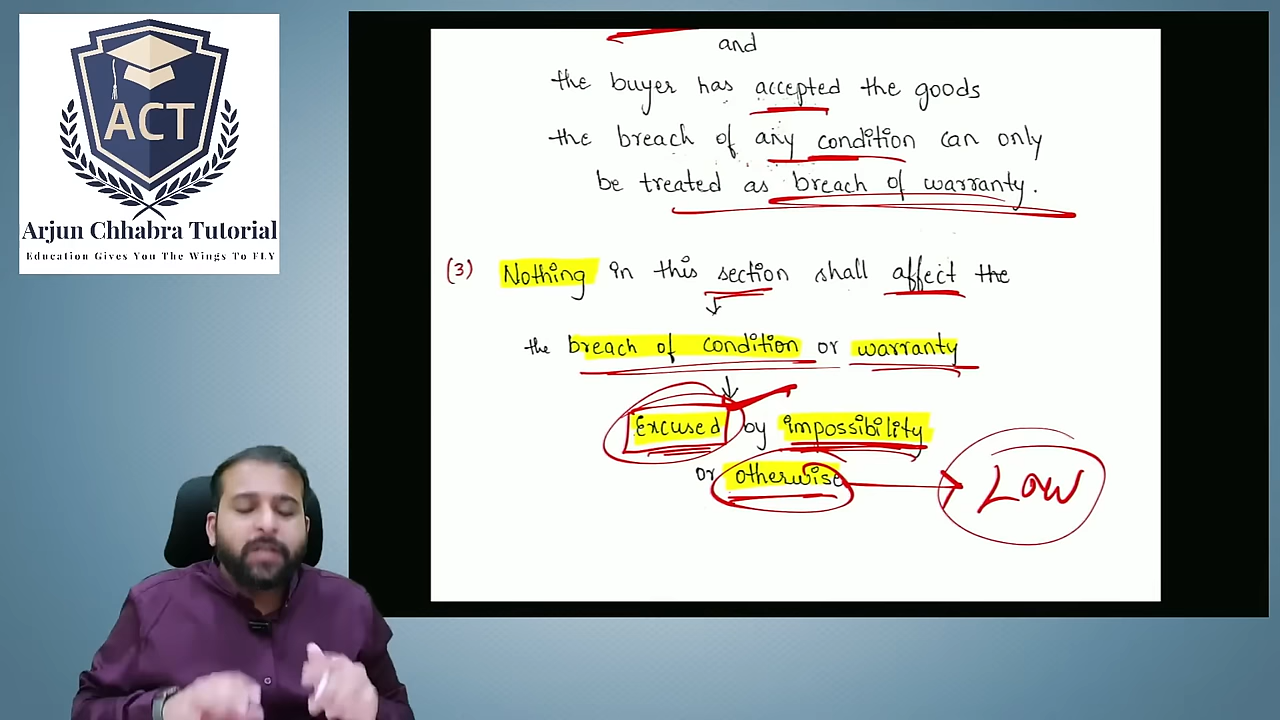 ACT
Arjun Chhabra Tutorial
Education Gives You The Wings To FLY
and
the buyer has accepted the goods
the breach of any condition can only
be treated as breach of warranty.
(3) Nothing in this section shall affect the
the breach of condition or warranty
Excused by impossibility
or otherwise
Law